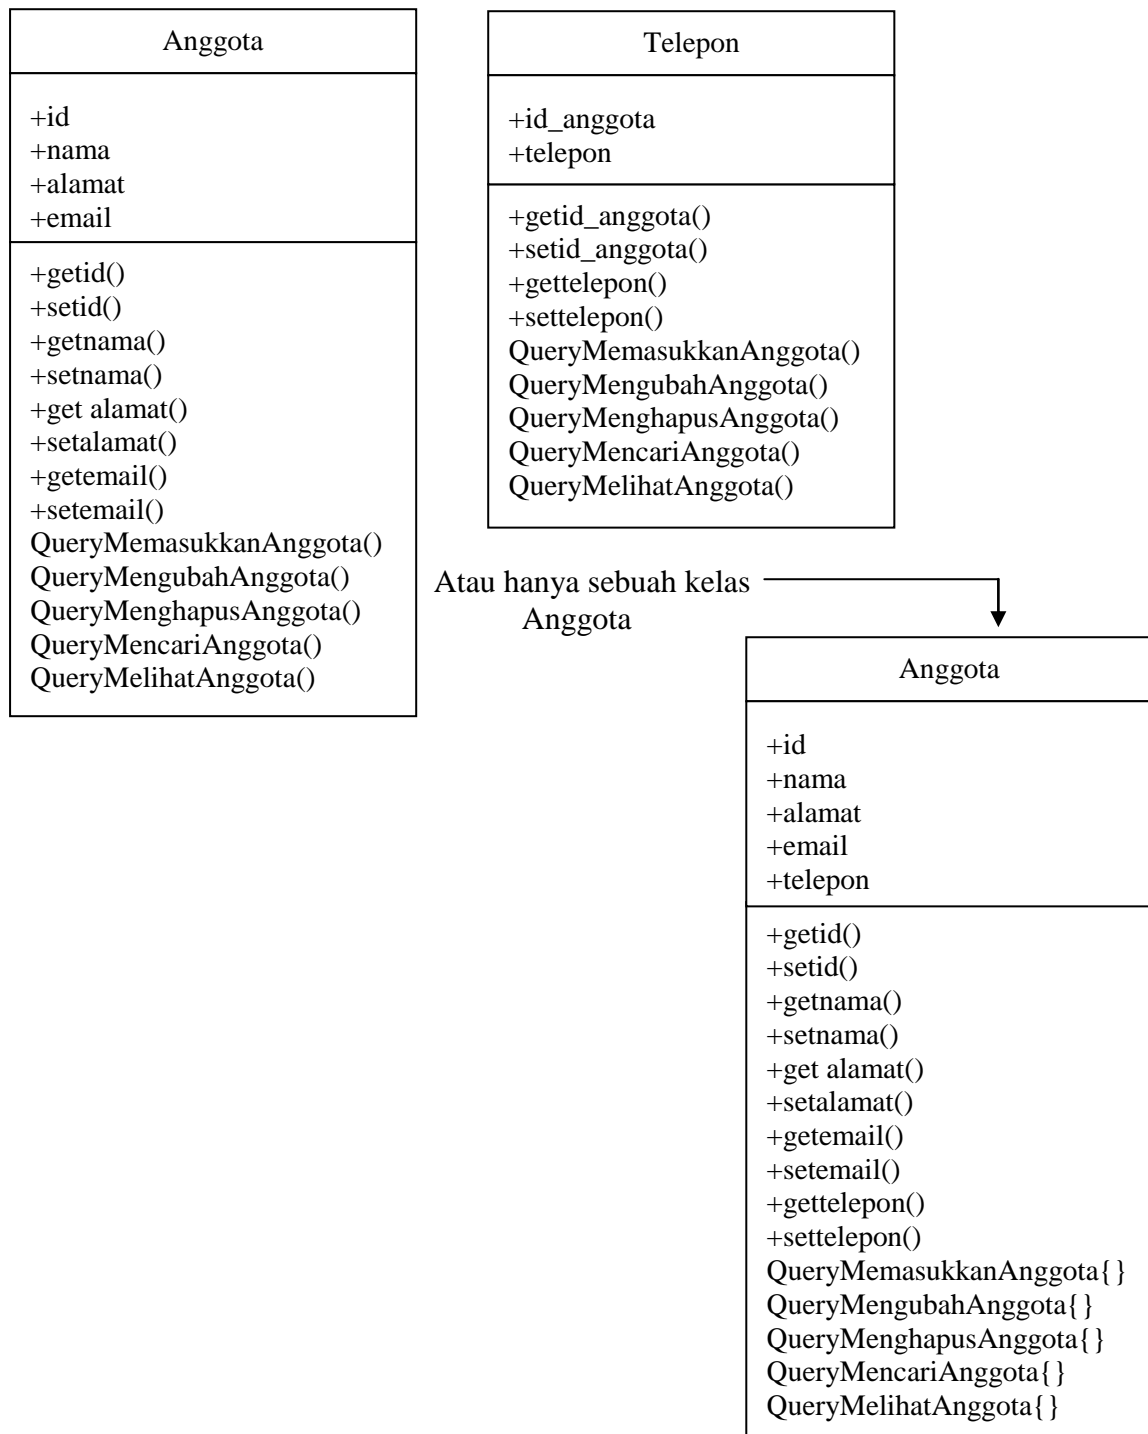 Anggota
+id
+nama
+alamat
+email
+getid()
+setid()
+getnama()
+setnama()
+get alamat()
+setalamat()
+getemail()
+setemail()
QueryMemasukkanAnggota()
QueryMengubahAnggota()
QueryMenghapusAnggota()
QueryMencariAnggota()
QueryMelihatAnggota()
Telepon
+id_anggota
+telepon
+getid_anggota()
+setid_anggota()
+gettelepon()
+settelepon()
QueryMemasukkanAnggota()
QueryMengubahAnggota()
QueryMenghapusAnggota()
QueryMencariAnggota()
QueryMelihatAnggota()
Atau hanya sebuah kelas
Anggota
Anggota
+id
+nama
+alamat
+email
+telepon
+getid()
+setid()
+getnama()
+setnama()
+get alamat()
+setalamat()
+getemail()
+setemail()
+gettelepon()
+settelepon()
QueryMemasukkanAnggota{}
QueryMengubahAnggota{}
QueryMenghapusAnggota{}
QueryMencariAnggota{}
QueryMelihatAnggota{}